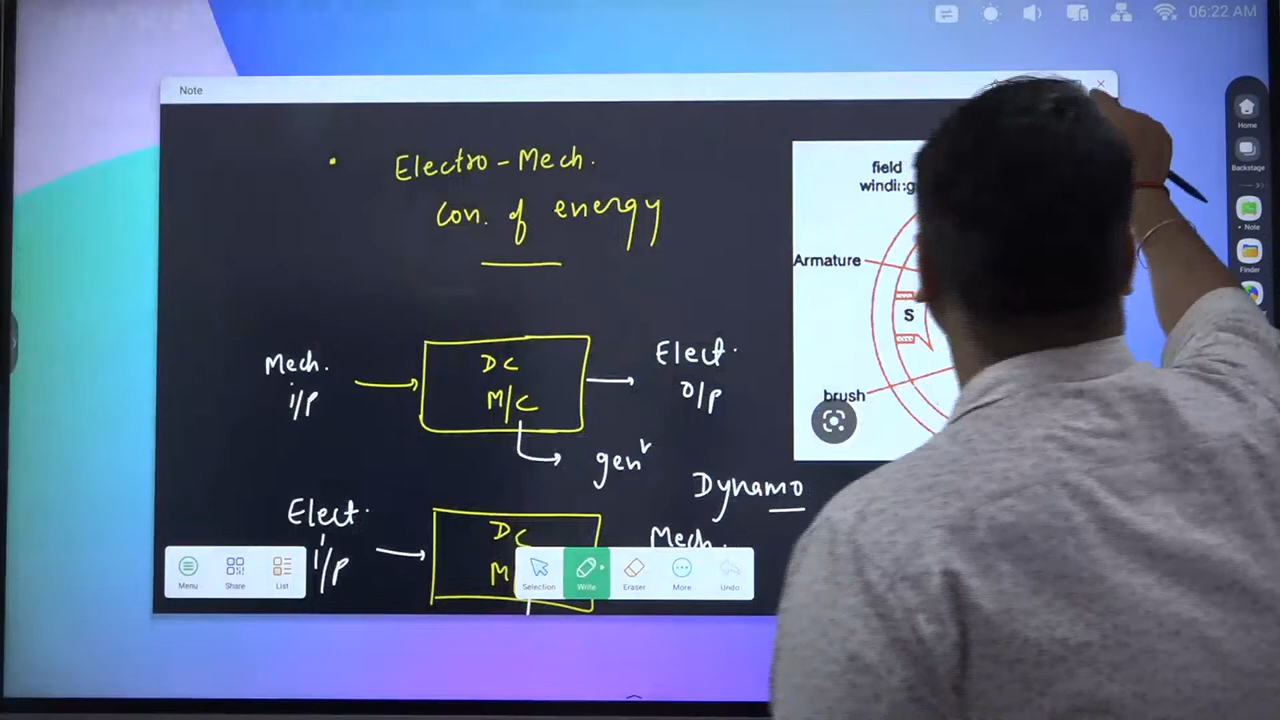 06:22 AM
Note
• Electro - Mech.
con. of energy
field
winding
Armature
S
brush
Mech.
i/p
DC
M/C
Elect.
o/p
genr
Dynamo
Elect.
i/p
DC
M
Mech.
Menu
Share
List
Selection
Write
Eraser
More
Undo
Home
Backstage
Note
Finder